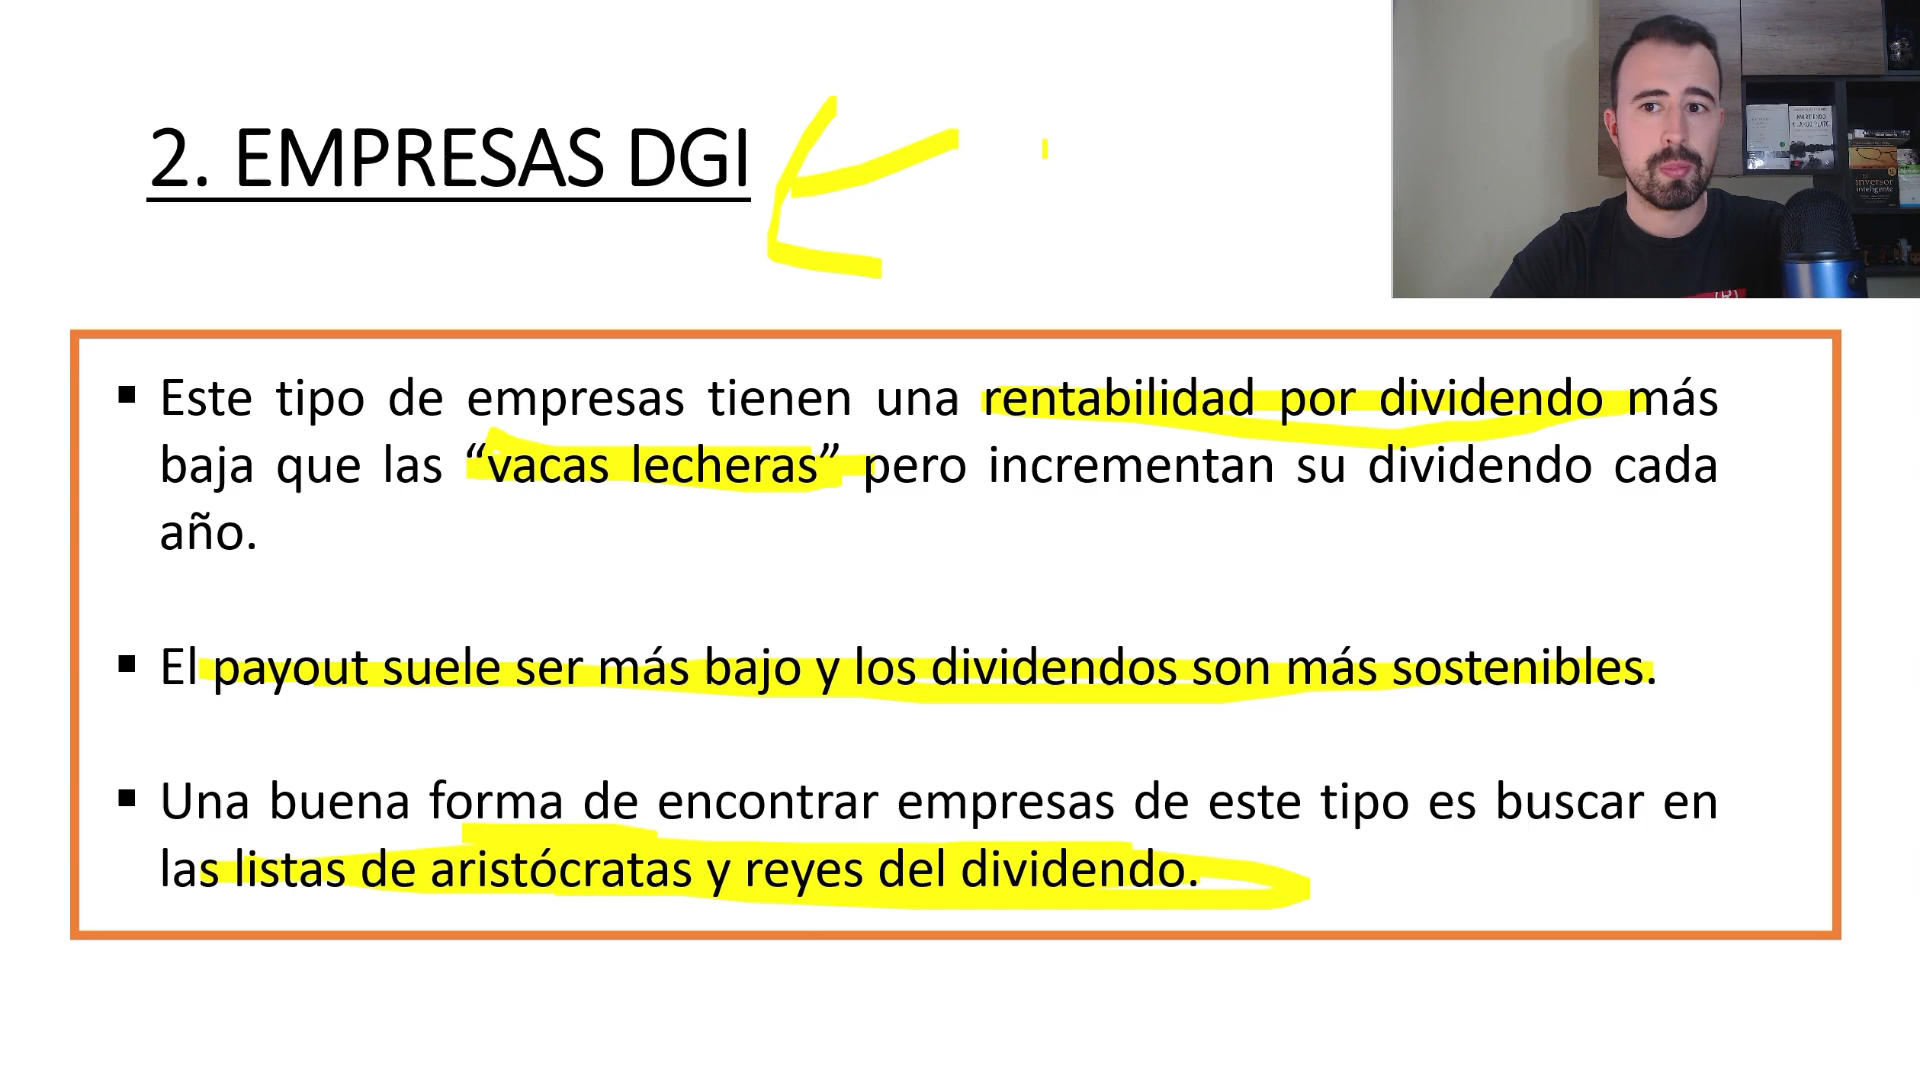 2. EMPRESAS DGI
▪ Este tipo de empresas tienen una rentabilidad por dividendo más
baja que las “vacas lecheras” pero incrementan su dividendo cada
año.
▪ El payout suele ser más bajo y los dividendos son más sostenibles.
▪ Una buena forma de encontrar empresas de este tipo es buscar en
las listas de aristócratas y reyes del dividendo.
inversor
inteligente